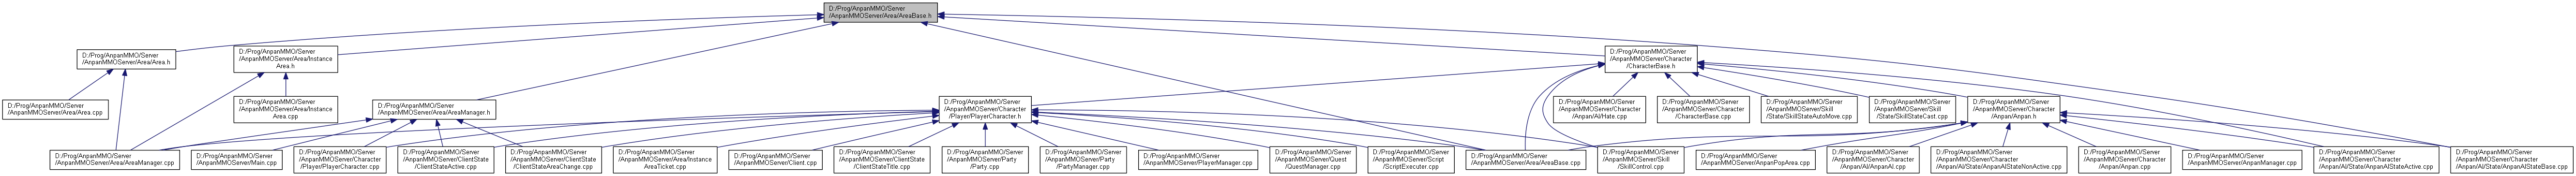 D:/Prog/AnpanMMO/Server
/AnpanMMOServer/Area/AreaBase.h
D:/Prog/AnpanMMO/Server
/AnpanMMOServer/Area/Area.h
D:/Prog/AnpanMMO/Server
/AnpanMMOServer/Area/Instance
Area.h
D:/Prog/AnpanMMO/Server
/AnpanMMOServer/Character
/CharacterBase.h
D:/Prog/AnpanMMO/Server
/AnpanMMOServer/Area/Area.cpp
D:/Prog/AnpanMMO/Server
/AnpanMMOServer/Area/Instance
Area.cpp
D:/Prog/AnpanMMO/Server
/AnpanMMOServer/Area/AreaManager.h
D:/Prog/AnpanMMO/Server
/AnpanMMOServer/Character
/Player/PlayerCharacter.h
D:/Prog/AnpanMMO/Server
/AnpanMMOServer/Character
/Anpan/AI/Hate.cpp
D:/Prog/AnpanMMO/Server
/AnpanMMOServer/Character
/CharacterBase.cpp
D:/Prog/AnpanMMO/Server
/AnpanMMOServer/Skill
/State/SkillStateAutoMove.cpp
D:/Prog/AnpanMMO/Server
/AnpanMMOServer/Skill
/State/SkillStateCast.cpp
D:/Prog/AnpanMMO/Server
/AnpanMMOServer/Character
/Anpan/Anpan.h
D:/Prog/AnpanMMO/Server
/AnpanMMOServer/Area/AreaManager.cpp
D:/Prog/AnpanMMO/Server
/AnpanMMOServer/Main.cpp
D:/Prog/AnpanMMO/Server
/AnpanMMOServer/Character
/Player/PlayerCharacter.cpp
D:/Prog/AnpanMMO/Server
/AnpanMMOServer/ClientState
/ClientStateActive.cpp
D:/Prog/AnpanMMO/Server
/AnpanMMOServer/ClientState
/ClientStateAreaChange.cpp
D:/Prog/AnpanMMO/Server
/AnpanMMOServer/Area/Instance
AreaTicket.cpp
D:/Prog/AnpanMMO/Server
/AnpanMMOServer/Client.cpp
D:/Prog/AnpanMMO/Server
/AnpanMMOServer/ClientState
/ClientStateTitle.cpp
D:/Prog/AnpanMMO/Server
/AnpanMMOServer/Party
/Party.cpp
D:/Prog/AnpanMMO/Server
/AnpanMMOServer/Party
/PartyManager.cpp
D:/Prog/AnpanMMO/Server
/AnpanMMOServer/PlayerManager.cpp
D:/Prog/AnpanMMO/Server
/AnpanMMOServer/Quest
/QuestManager.cpp
D:/Prog/AnpanMMO/Server
/AnpanMMOServer/Script
/ScriptExecuter.cpp
D:/Prog/AnpanMMO/Server
/AnpanMMOServer/Area/AreaBase.cpp
D:/Prog/AnpanMMO/Server
/AnpanMMOServer/Skill
/SkillControl.cpp
D:/Prog/AnpanMMO/Server
/AnpanMMOServer/AnpanPopArea.cpp
D:/Prog/AnpanMMO/Server
/AnpanMMOServer/Character
/Anpan/AI/AnpanAI.cpp
D:/Prog/AnpanMMO/Server
/AnpanMMOServer/Character
/Anpan/AI/State/AnpanAIStateNonActive.cpp
D:/Prog/AnpanMMO/Server
/AnpanMMOServer/Character
/Anpan/Anpan.cpp
D:/Prog/AnpanMMO/Server
/AnpanMMOServer/AnpanManager.cpp
D:/Prog/AnpanMMO/Server
/AnpanMMOServer/Character
/Anpan/AI/State/AnpanAIStateActive.cpp
D:/Prog/AnpanMMO/Server
/AnpanMMOServer/Character
/Anpan/AI/State/AnpanAIStateBase.cpp